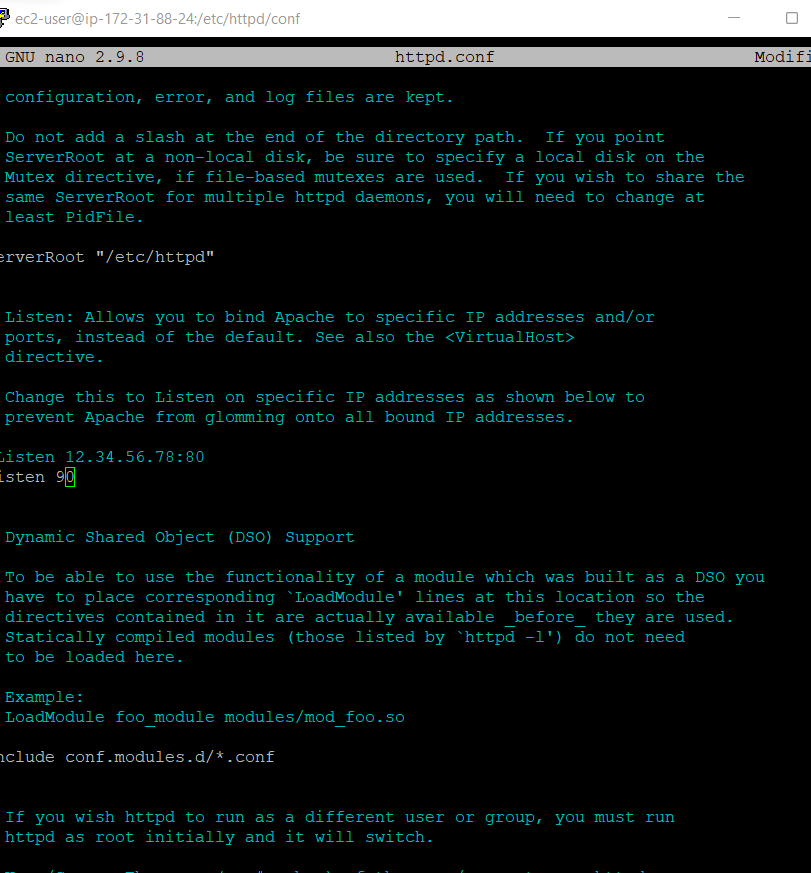 ec2-user@ip-172-31-88-24:/etc/httpd/conf
GNU nano 2.9.8 httpd.conf Modifi
configuration, error, and log files are kept.
Do not add a slash at the end of the directory path.  If you point
ServerRoot at a non-local disk, be sure to specify a local disk on the
Mutex directive, if file-based mutexes are used.  If you wish to share the
same ServerRoot for multiple httpd daemons, you will need to change at
least PidFile.
erverRoot "/etc/httpd"
Listen: Allows you to bind Apache to specific IP addresses and/or
ports, instead of the default. See also the <VirtualHost>
directive.
Change this to Listen on specific IP addresses as shown below to
prevent Apache from glomming onto all bound IP addresses.
Listen 12.34.56.78:80
isten 90
Dynamic Shared Object (DSO) Support
To be able to use the functionality of a module which was built as a DSO you
have to place corresponding `LoadModule' lines at this location so the
directives contained in it are actually available _before_ they are used.
Statically compiled modules (those listed by `httpd -l') do not need
to be loaded here.
Example:
LoadModule foo_module modules/mod_foo.so
nclude conf.modules.d/*.conf
If you wish httpd to run as a different user or group, you must run
httpd as root initially and it will switch.